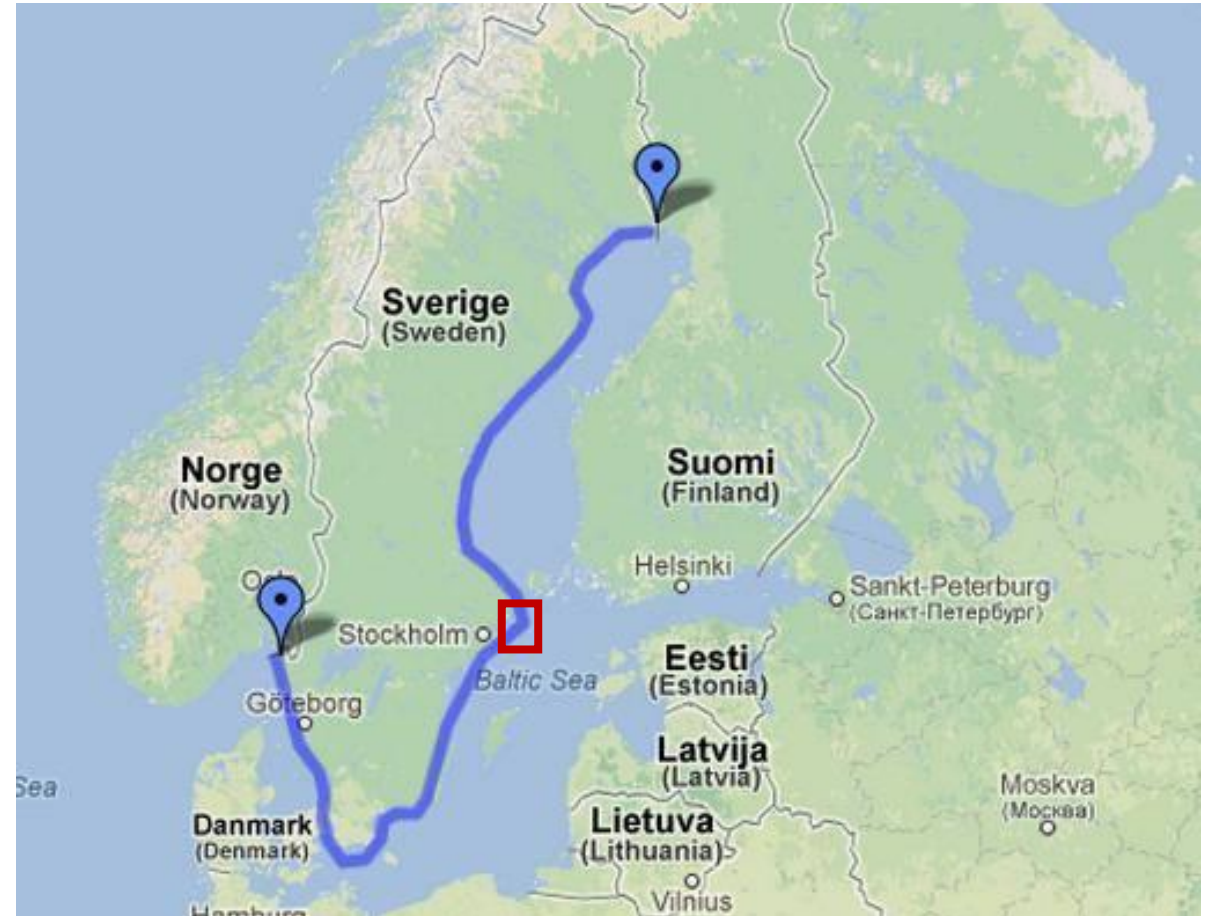 Sverige
(Sweden)
Norge
(Norway)
Suomi
(Finland)
Helsinki
Sankt-Peterburg
(Санкт-Петербург)
Stockholm
Eesti
(Estonia)
Baltic Sea
Göteborg
Latvija
(Latvia)
Sea
Moskva
(Москва)
Danmark
(Denmark)
Lietuva
(Lithuania)
Vilnius
Hamburg